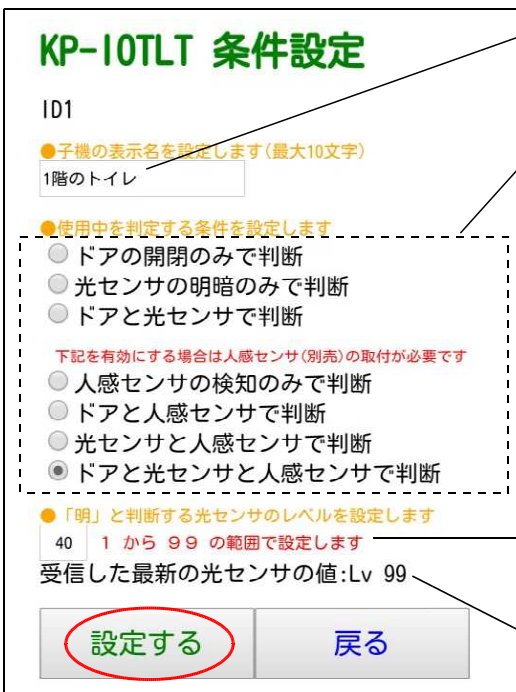 KP-IOTLT 条件設定
ID1
●子機の表示名を設定します(最大10文字)
1階のトイレ
●使用中を判定する条件を設定します
ドアの開閉のみで判断
光センサの明暗のみで判断
ドアと光センサで判断
下記を有効にする場合は人感センサ(別売)の取付が必要です
人感センサの検知のみで判断
ドアと人感センサで判断
光センサと人感センサで判断
ドアと光センサと人感センサで判断
●「明」と判断する光センサのレベルを設定します
40 1 から 99 の範囲で設定します
受信した最新の光センサの値:Lv 99
設定する 戻る